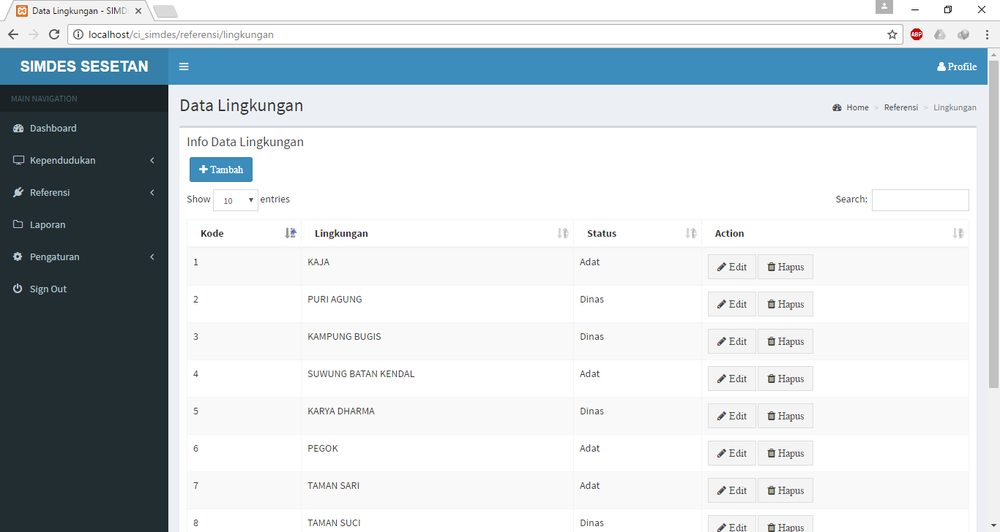 Data Lingkungan - SIMD
localhost/ci_simdes/referensi/lingkungan
ABP
SIMDES SESETAN
Profile
MAIN NAVIGATION
Dashboard
Kependudukan
Referensi
Laporan
Pengaturan
Sign Out
Data Lingkungan
Home > Referensi > Lingkungan
Info Data Lingkungan
Tambah
Show 10 entries
Search:
Kode Lingkungan Status Action
1 KAJA Adat Edit Hapus
2 PURI AGUNG Dinas Edit Hapus
3 KAMPUNG BUGIS Dinas Edit Hapus
4 SUWUNG BATAN KENDAL Adat Edit Hapus
5 KARYA DHARMA Dinas Edit Hapus
6 PEGOK Adat Edit Hapus
7 TAMAN SARI Adat Edit Hapus
8 TAMAN SUCI Dinas Edit Hapus